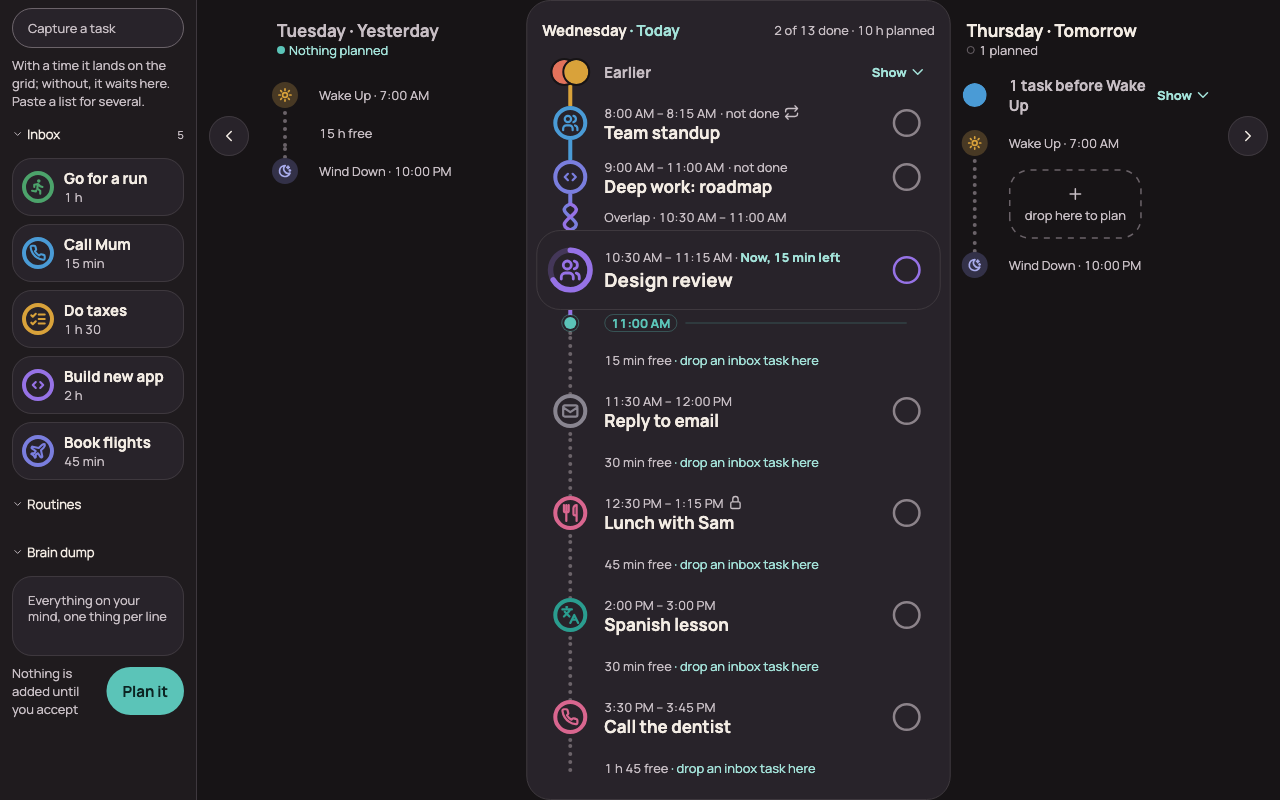 Capture a task
With a time it lands on the
grid; without, it waits here.
Paste a list for several.
Inbox 5
Go for a run
1 h
Call Mum
15 min
Do taxes
1 h 30
Build new app
2 h
Book flights
45 min
Routines
Brain dump
Everything on your
mind, one thing per line
Nothing is
added until
you accept
Plan it
Tuesday · Yesterday
Nothing planned
Wake Up · 7:00 AM
15 h free
Wind Down · 10:00 PM
Wednesday · Today 2 of 13 done · 10 h planned
Earlier Show
8:00 AM – 8:15 AM · not done
Team standup
9:00 AM – 11:00 AM · not done
Deep work: roadmap
Overlap · 10:30 AM – 11:00 AM
10:30 AM – 11:15 AM · Now, 15 min left
Design review
11:00 AM
15 min free · drop an inbox task here
11:30 AM – 12:00 PM
Reply to email
30 min free · drop an inbox task here
12:30 PM – 1:15 PM
Lunch with Sam
45 min free · drop an inbox task here
2:00 PM – 3:00 PM
Spanish lesson
30 min free · drop an inbox task here
3:30 PM – 3:45 PM
Call the dentist
1 h 45 free · drop an inbox task here
Thursday · Tomorrow
1 planned
1 task before Wake
Up
Show
Wake Up · 7:00 AM
drop here to plan
Wind Down · 10:00 PM